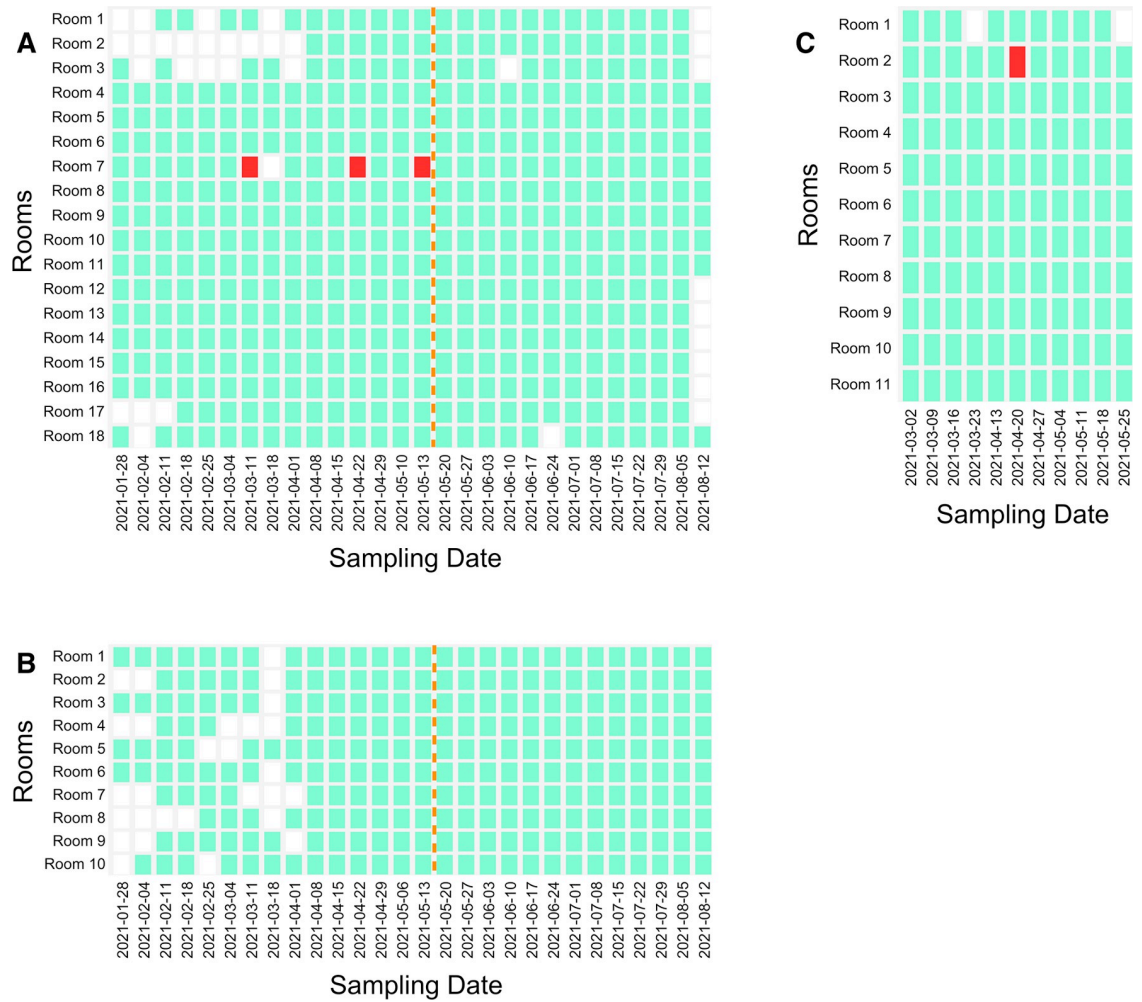 A
Rooms
Room 1
Room 2
Room 3
Room 4
Room 5
Room 6
Room 7
Room 8
Room 9
Room 10
Room 11
Room 12
Room 13
Room 14
Room 15
Room 16
Room 17
Room 18
2021-01-28
2021-02-04
2021-02-11
2021-02-18
2021-02-25
2021-03-04
2021-03-11
2021-03-18
2021-04-01
2021-04-08
2021-04-15
2021-04-22
2021-04-29
2021-05-10
2021-05-13
2021-05-20
2021-05-27
2021-06-03
2021-06-10
2021-06-17
2021-06-24
2021-07-01
2021-07-08
2021-07-15
2021-07-22
2021-07-29
2021-08-05
2021-08-12
Sampling Date
C
Rooms
Room 1
Room 2
Room 3
Room 4
Room 5
Room 6
Room 7
Room 8
Room 9
Room 10
Room 11
2021-03-02
2021-03-09
2021-03-16
2021-03-23
2021-04-13
2021-04-20
2021-04-27
2021-05-04
2021-05-11
2021-05-18
2021-05-25
Sampling Date
B
Rooms
Room 1
Room 2
Room 3
Room 4
Room 5
Room 6
Room 7
Room 8
Room 9
Room 10
2021-01-28
2021-02-04
2021-02-11
2021-02-18
2021-02-25
2021-03-04
2021-03-11
2021-03-18
2021-04-01
2021-04-08
2021-04-15
2021-04-22
2021-04-29
2021-05-06
2021-05-13
2021-05-20
2021-05-27
2021-06-03
2021-06-10
2021-06-17
2021-06-24
2021-07-01
2021-07-08
2021-07-15
2021-07-22
2021-07-29
2021-08-05
2021-08-12
Sampling Date